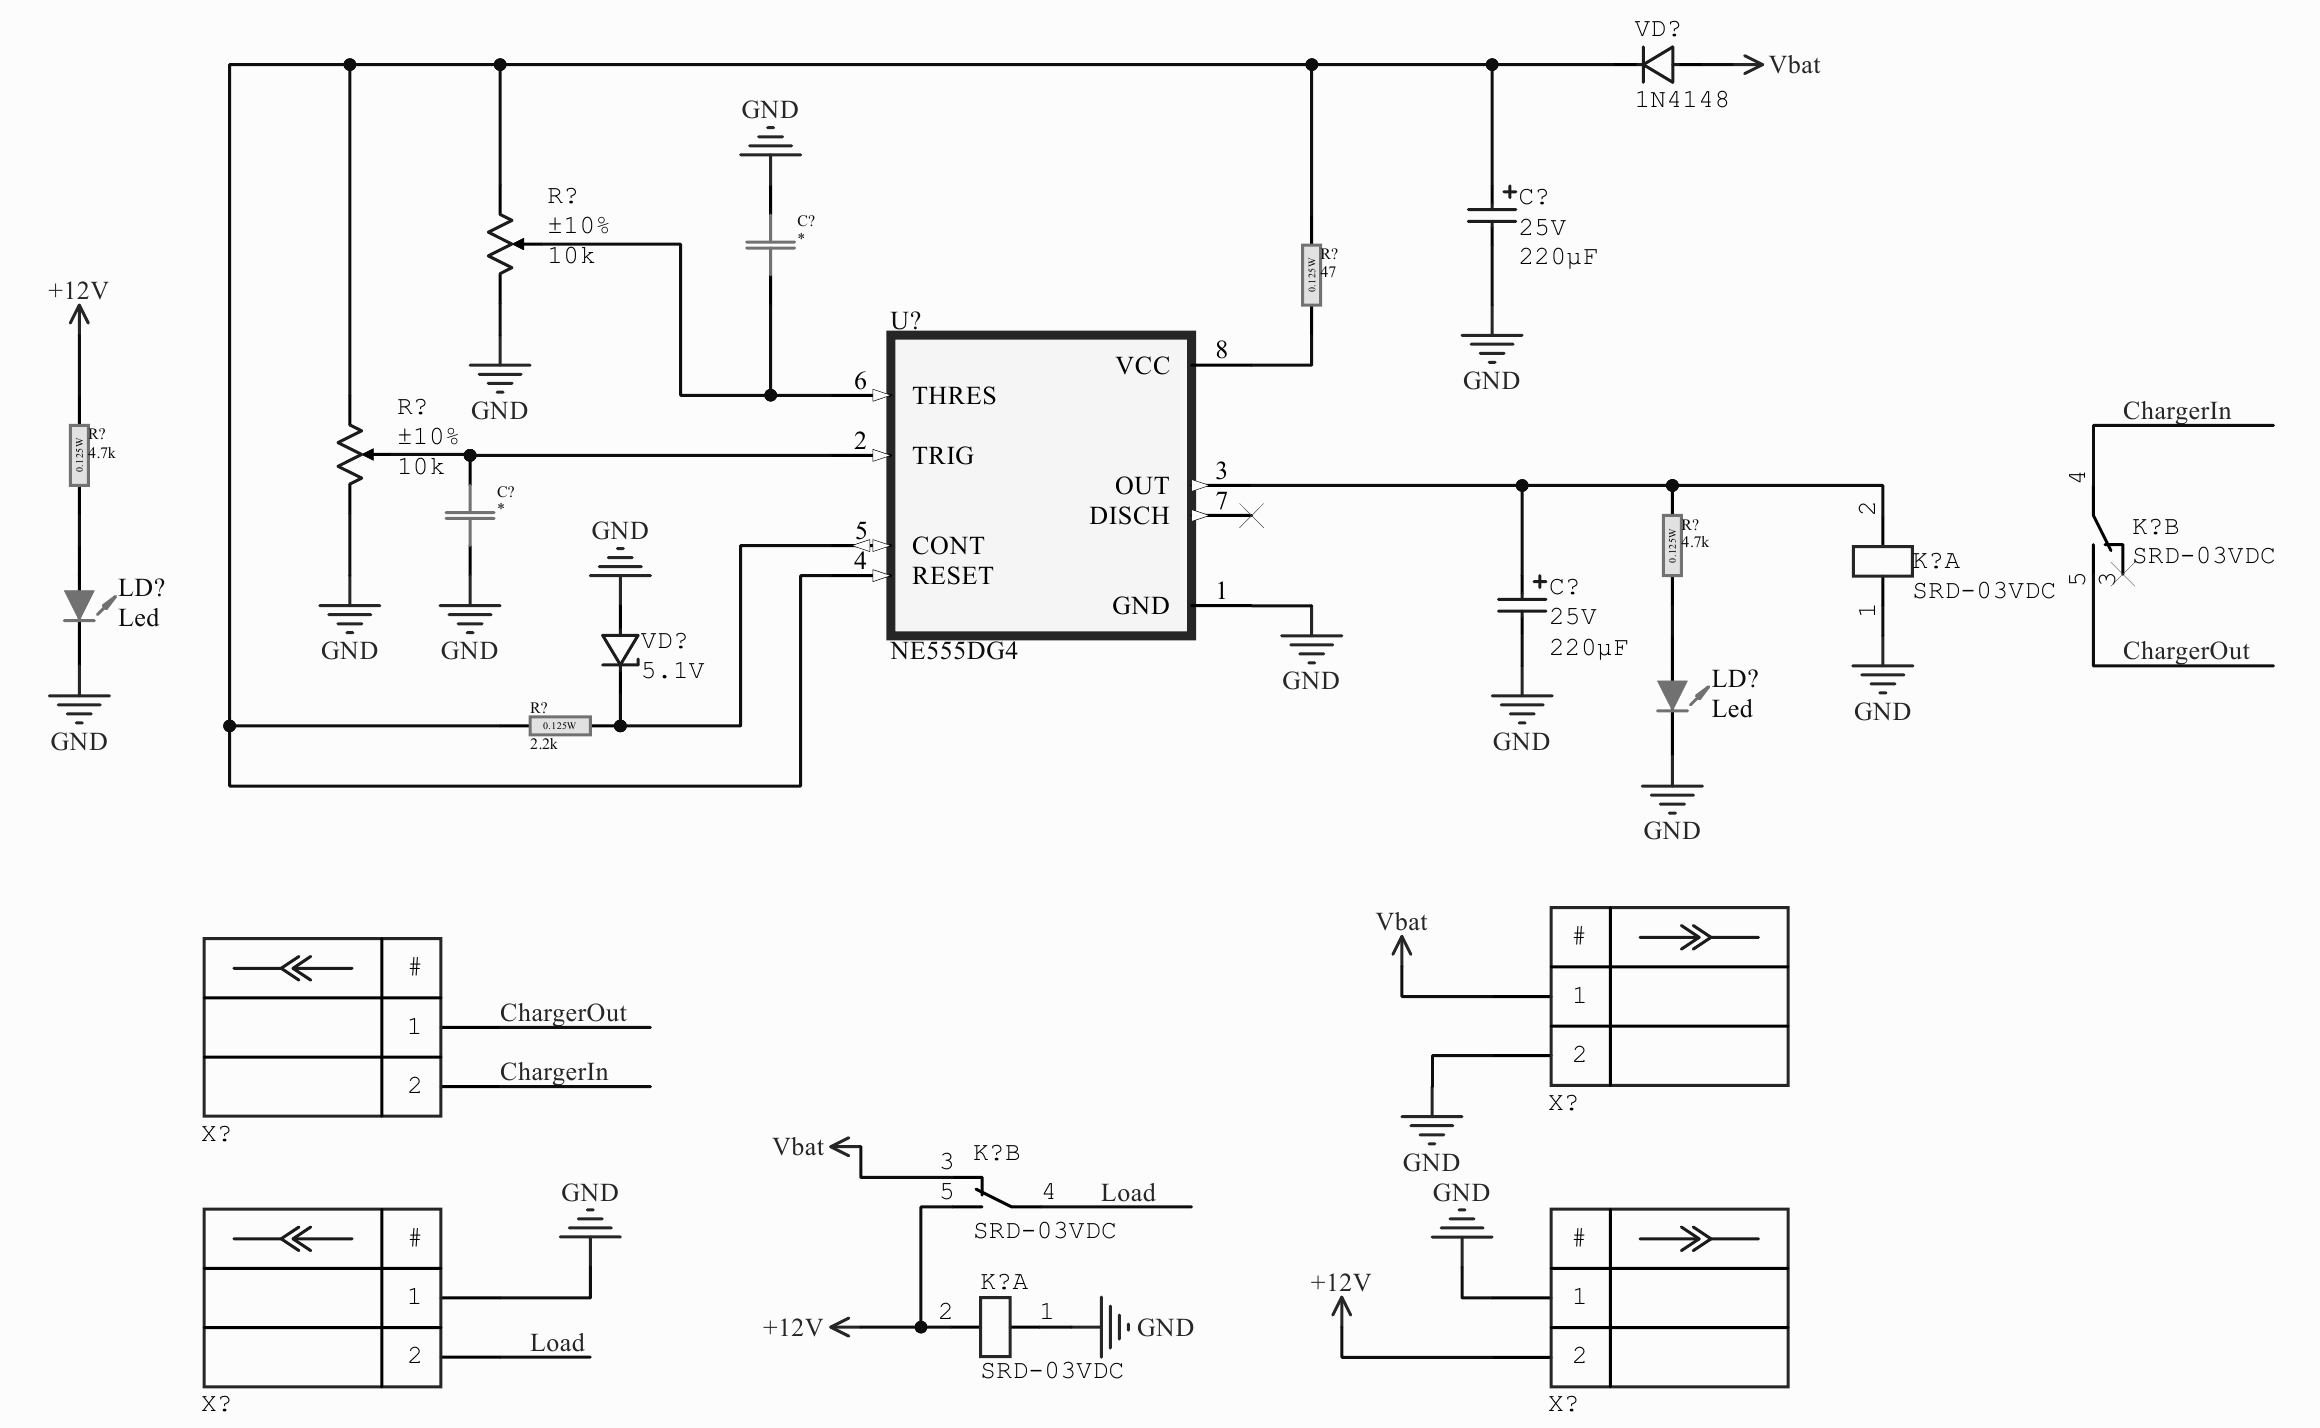 VD?
Vbat
1N4148
GND
R?
±10%
10k
C?
*
GND
+C?
25V
220µF
GND
R?
47
0.125W
+12V
R?
4.7k
0.125W
LD?
Led
GND
R?
±10%
10k
C?
*
GND
GND
GND
VD?
5.1V
R?
0.125W
2.2k
U?
6
THRES
2
TRIG
5
CONT
4
RESET
VCC
8
OUT
3
DISCH
7
GND
1
NE555DG4
GND
+C?
25V
220µF
GND
R?
4.7k
0.125W
LD?
Led
GND
2
K?A
SRD-03VDC
1
GND
ChargerIn
4
K?B
SRD-03VDC
5
3
ChargerOut
#
1
ChargerOut
2
ChargerIn
X?
GND
#
1
2
Load
X?
Vbat
3
K?B
5
4
Load
SRD-03VDC
K?A
+12V
2
1
GND
SRD-03VDC
Vbat
#
1
2
X?
GND
GND
+12V
#
1
2
X?